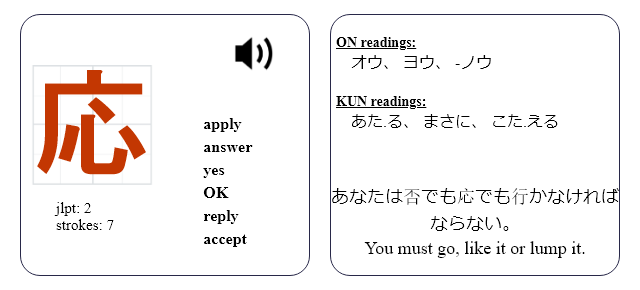 応
jlpt: 2
strokes: 7
apply
answer
yes
OK
reply
accept
ON readings:
オウ、 ヨウ、 -ノウ
KUN readings:
あた.る、 まさに、 こた.える
あなたは否でも応でも行かなければ
ならない。
You must go, like it or lump it.